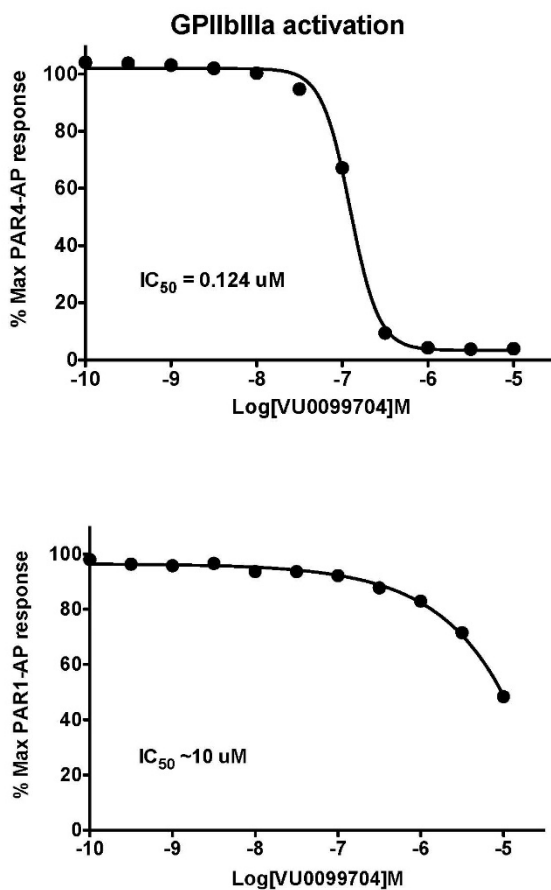 GPIIbIIIa activation
% Max PAR4-AP response
100
80
60
40
20
0
IC50 = 0.124 uM
-10 -9 -8 -7 -6 -5
Log[VU0099704]M
% Max PAR1-AP response
100
80
60
40
20
0
IC50 ~10 uM
-10 -9 -8 -7 -6 -5
Log[VU0099704]M